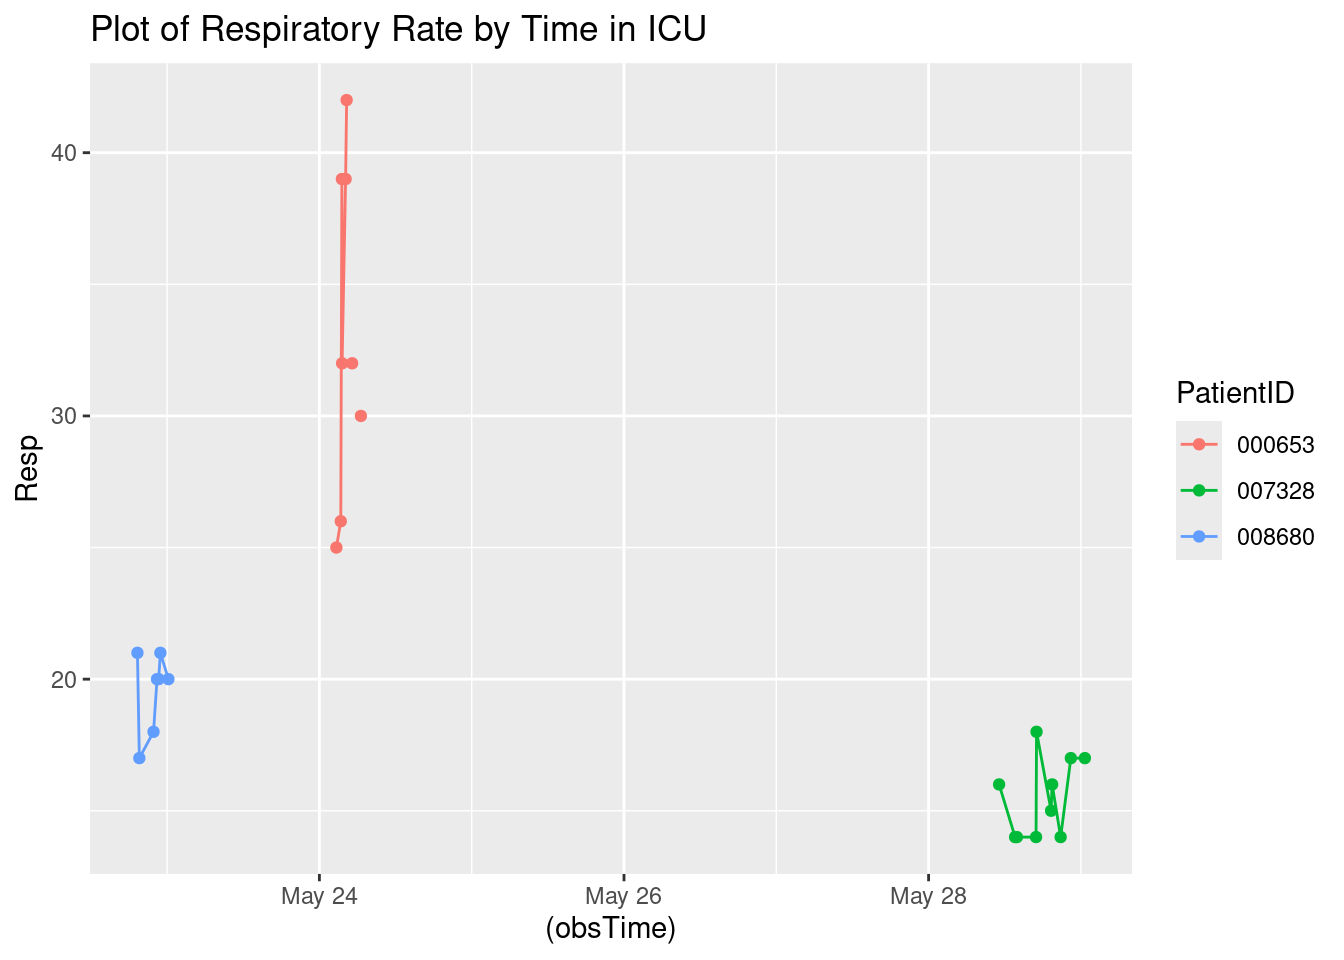 Plot of Respiratory Rate by Time in ICU
40
30
20
Resp
May 24
May 26
May 28
(obsTime)
PatientID
000653
007328
008680